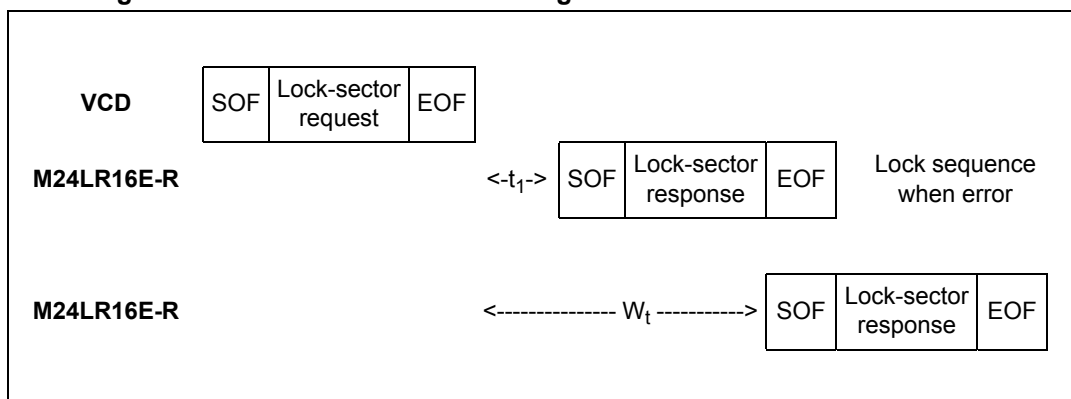 VCD SOF Lock-sector request EOF
M24LR16E-R <-t1-> SOF Lock-sector response EOF Lock sequence when error
M24LR16E-R <--------------- Wt -----------> SOF Lock-sector response EOF